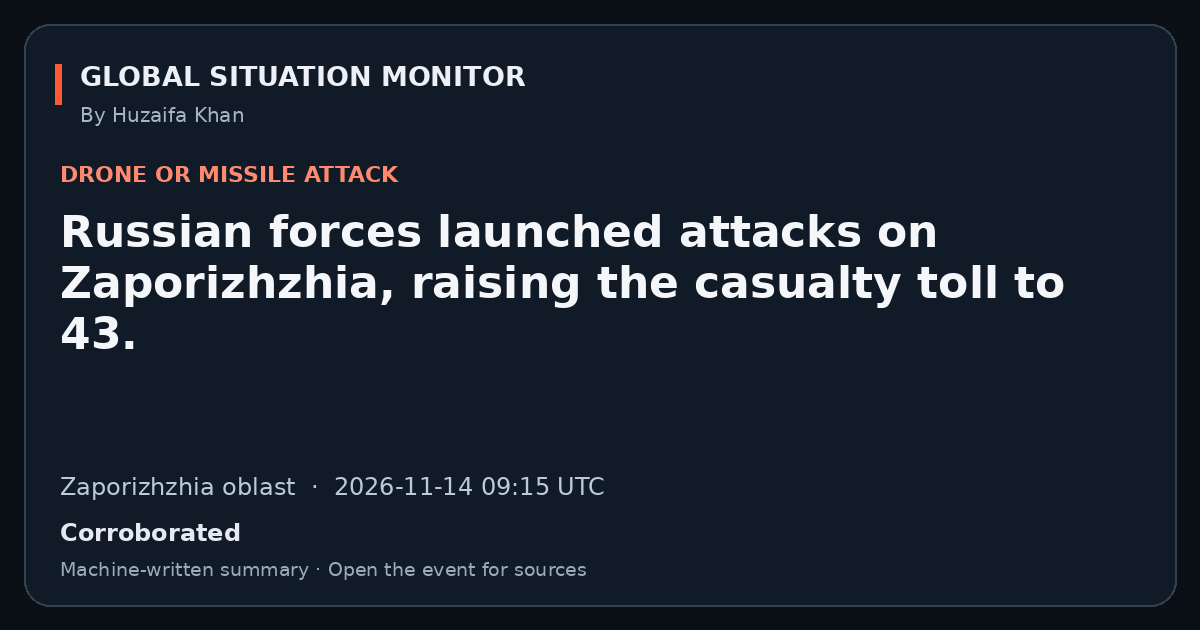 GLOBAL SITUATION MONITOR
By Huzaifa Khan
DRONE OR MISSILE ATTACK
Russian forces launched attacks on
Zaporizhzhia, raising the casualty toll to
43.
Zaporizhzhia oblast · 2026-11-14 09:15 UTC
Corroborated
Machine-written summary · Open the event for sources